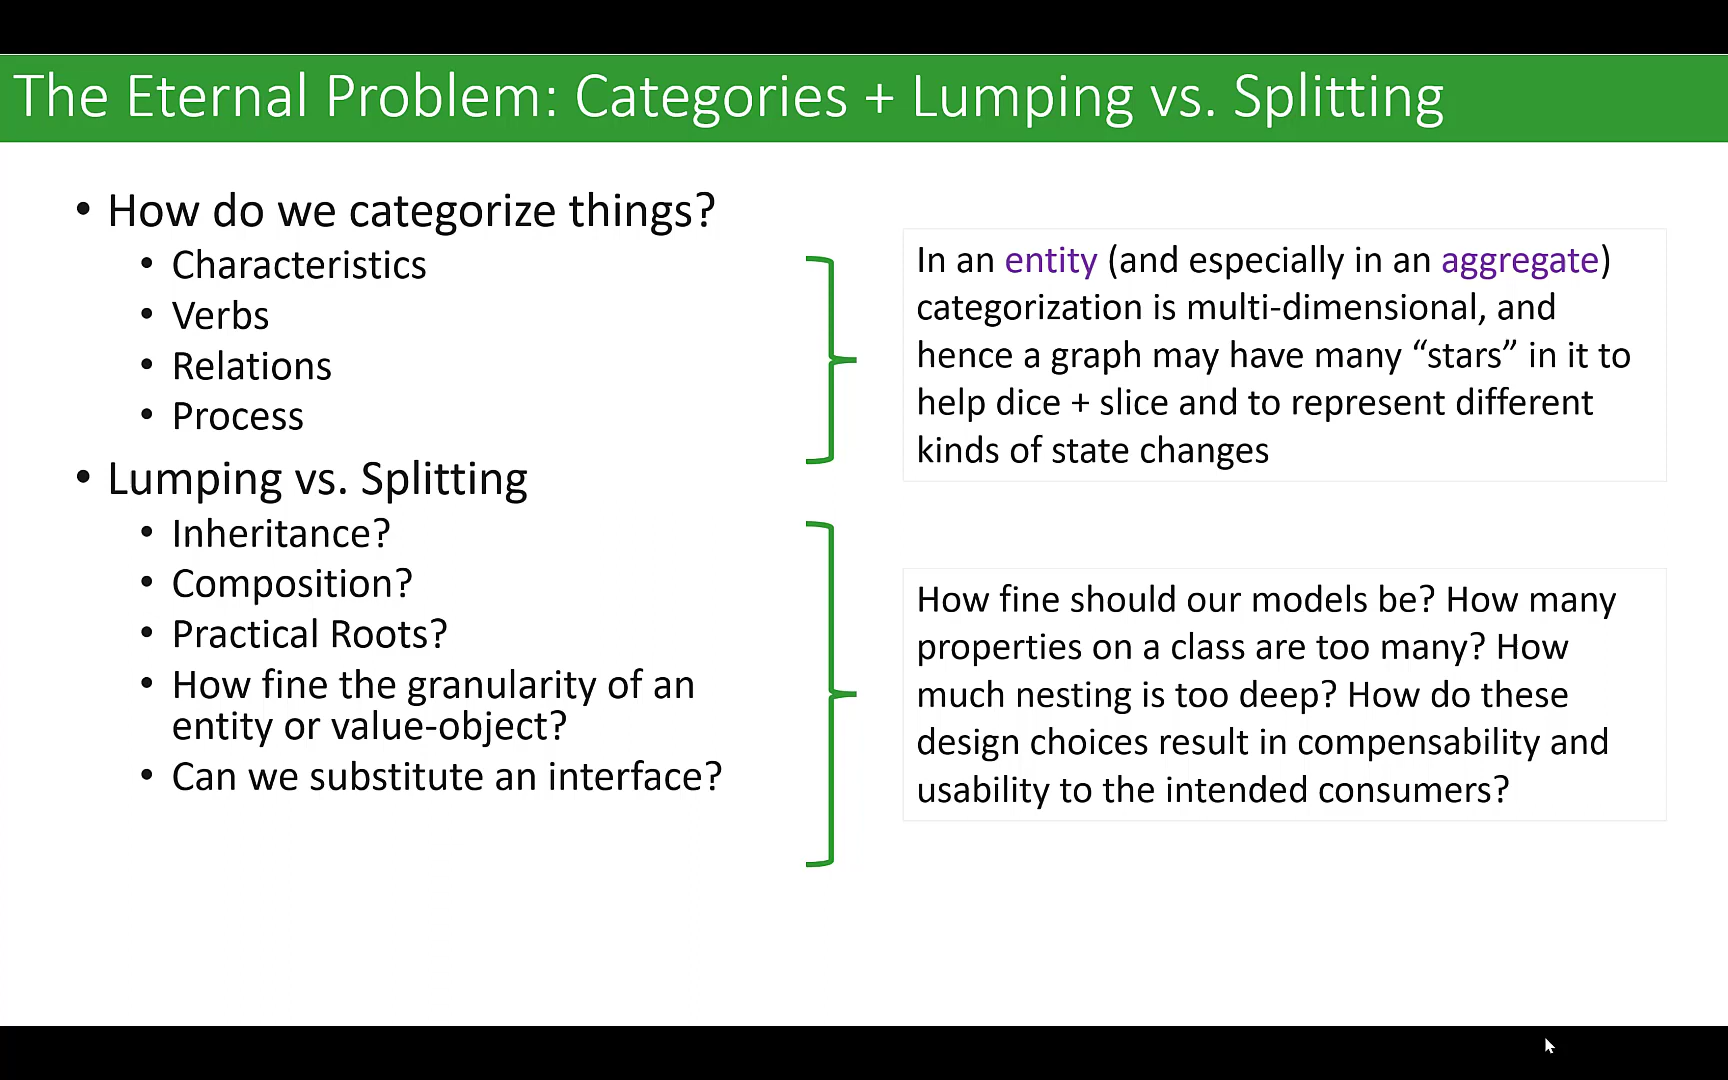 The Eternal Problem: Categories + Lumping vs. Splitting
• How do we categorize things?
• Characteristics
• Verbs
• Relations
• Process
• Lumping vs. Splitting
• Inheritance?
• Composition?
• Practical Roots?
• How fine the granularity of an
entity or value-object?
• Can we substitute an interface?
In an entity (and especially in an aggregate)
categorization is multi-dimensional, and
hence a graph may have many “stars” in it to
help dice + slice and to represent different
kinds of state changes
How fine should our models be? How many
properties on a class are too many? How
much nesting is too deep? How do these
design choices result in compensability and
usability to the intended consumers?